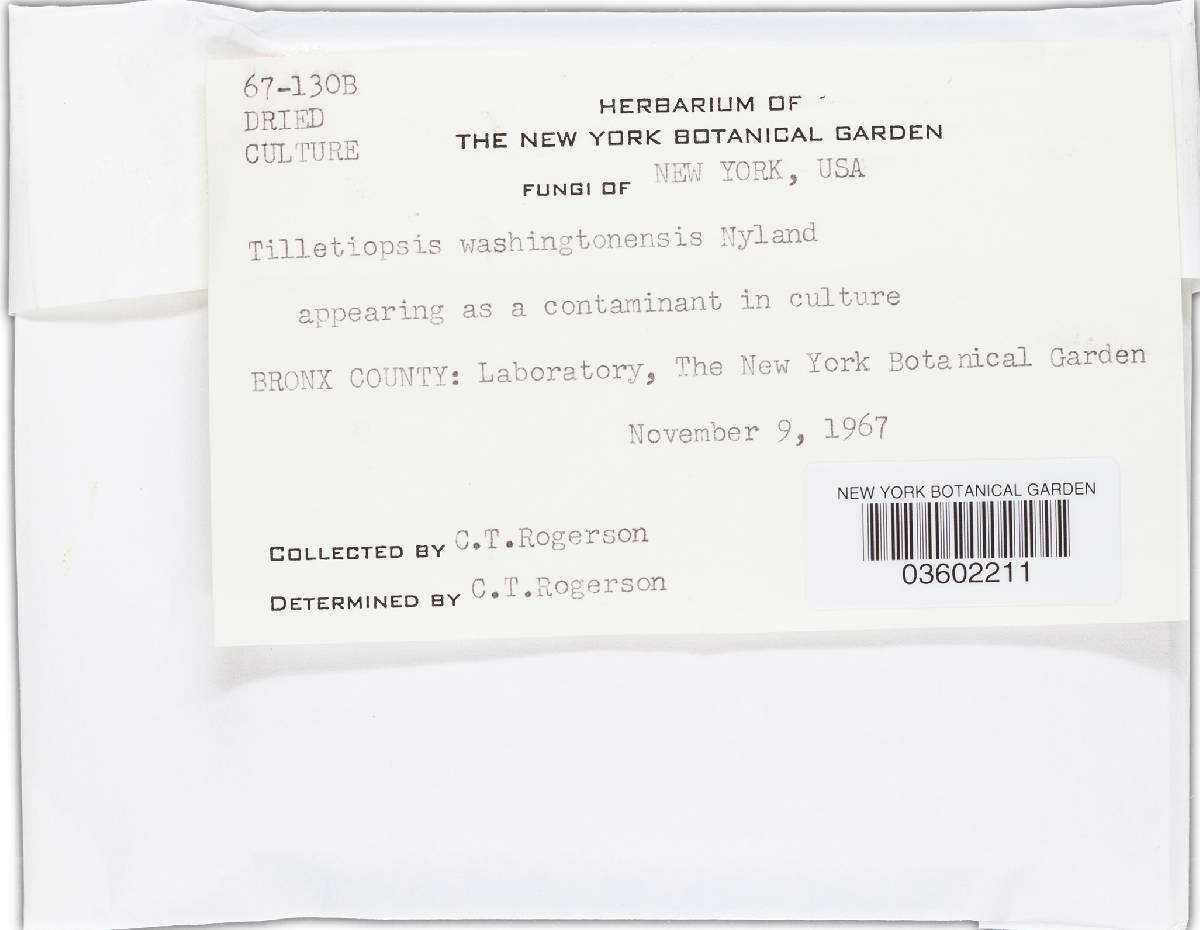 67-130B
DRIED
CULTURE
HERBARIUM OF
THE NEW YORK BOTANICAL GARDEN
FUNGI OF NEW YORK, USA
Tilletiopsis washingtonensis Nyland
appearing as a contaminant in culture
BRONX COUNTY: Laboratory, The New York Botanical Garden
November 9, 1967
COLLECTED BY C.T.Rogerson
DETERMINED BY C.T.Rogerson
NEW YORK BOTANICAL GARDEN
03602211